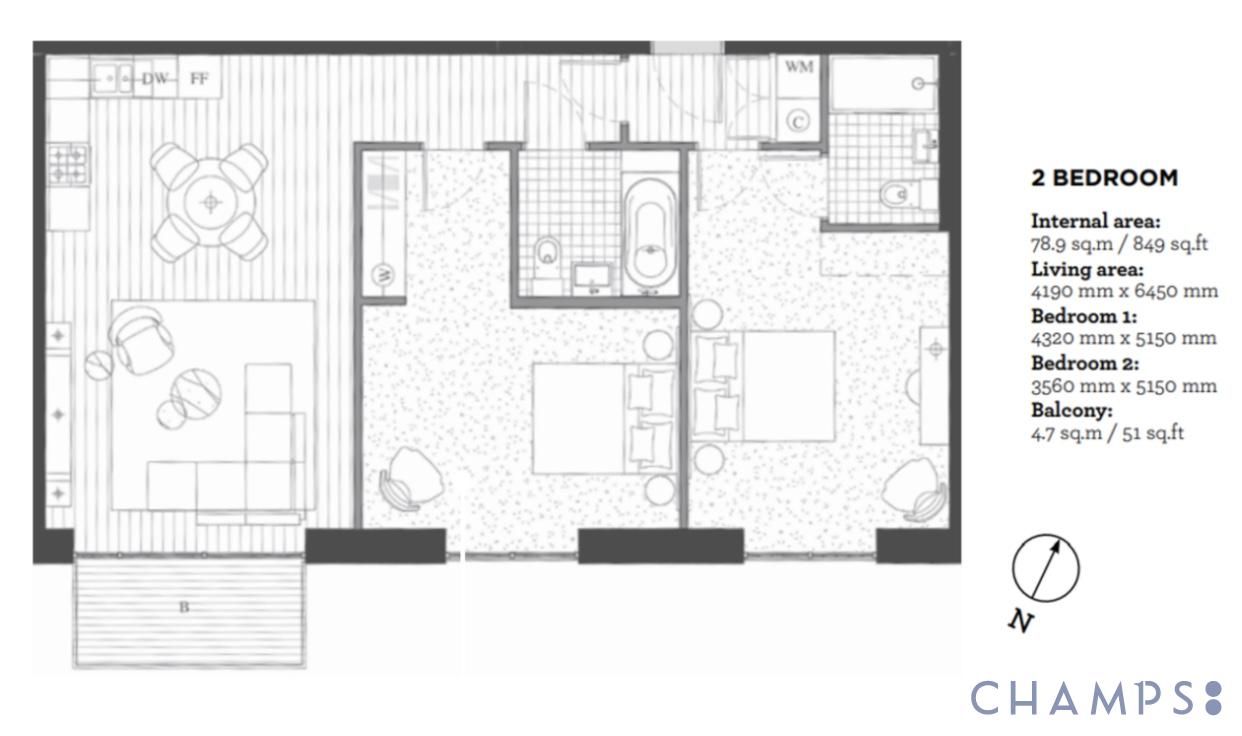 DW
FF
WM
C
W
B
2 BEDROOM
Internal area:
78.9 sq.m / 849 sq.ft
Living area:
4190 mm x 6450 mm
Bedroom 1:
4320 mm x 5150 mm
Bedroom 2:
3560 mm x 5150 mm
Balcony:
4.7 sq.m / 51 sq.ft
N
CHAMPS